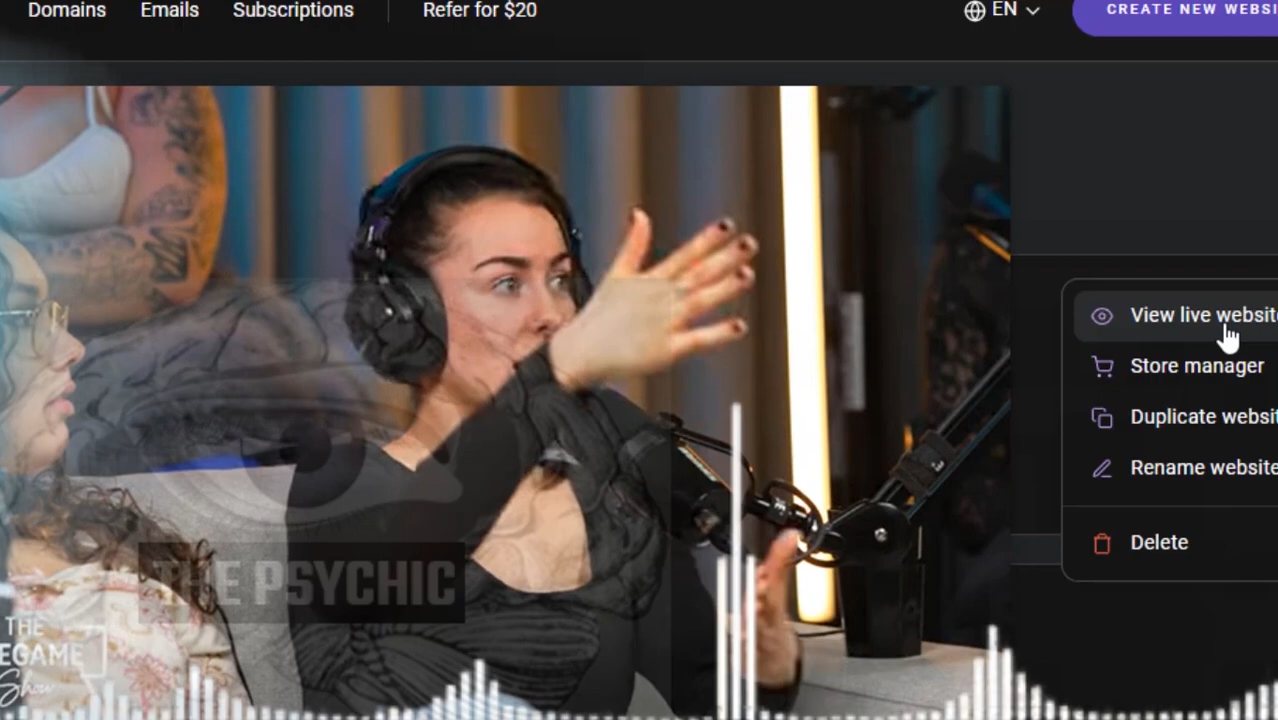 Domains Emails Subscriptions Refer for $20 EN CREATE NEW WEBSI
View live website
Store manager
Duplicate websit
Rename website
Delete
THE PSYCHIC
THE
EGAME
Show